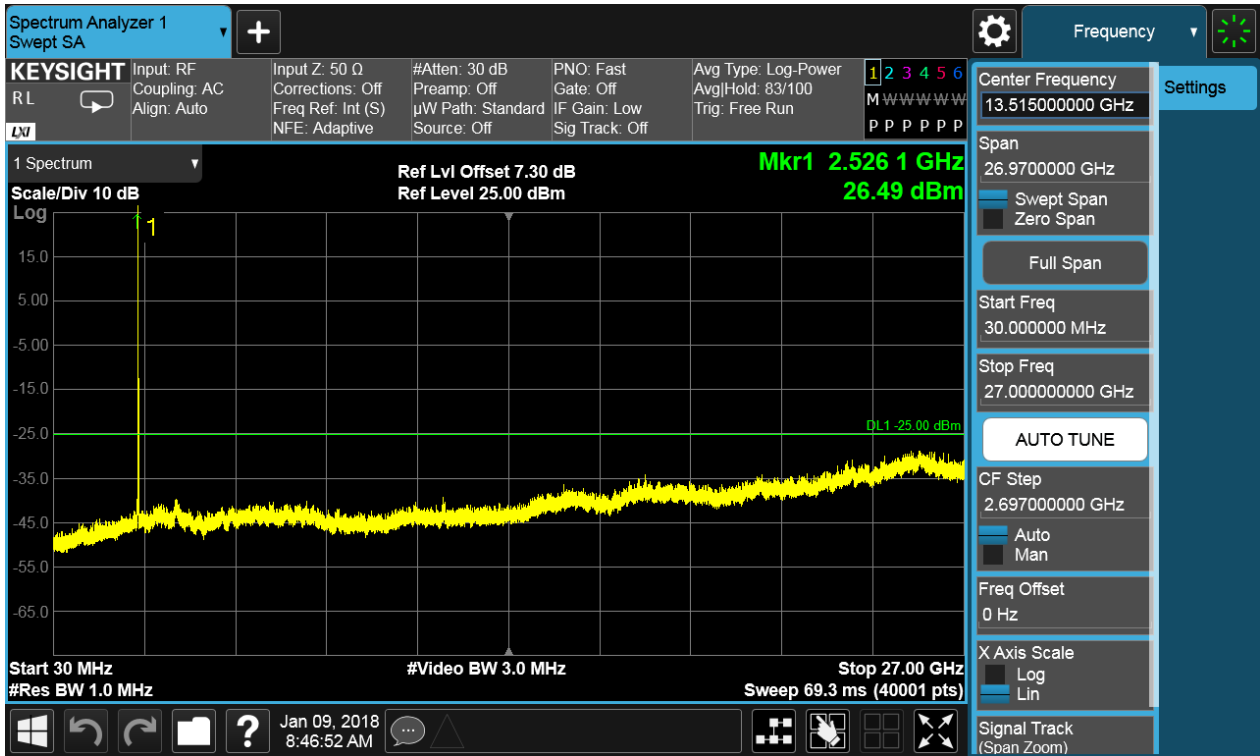 Spectrum Analyzer 1
Swept SA
+
Frequency
KEYSIGHT
R L
LXI
Input: RF
Coupling: AC
Align: Auto
Input Z: 50 Ω
Corrections: Off
Freq Ref: Int (S)
NFE: Adaptive
#Atten: 30 dB
Preamp: Off
µW Path: Standard
Source: Off
PNO: Fast
Gate: Off
IF Gain: Low
Sig Track: Off
Avg Type: Log-Power
Avg|Hold: 83/100
Trig: Free Run
1 2 3 4 5 6
M W W W W W
P P P P P P
1 Spectrum
Scale/Div 10 dB
Ref Lvl Offset 7.30 dB
Ref Level 25.00 dBm
Mkr1 2.526 1 GHz
26.49 dBm
Log
1
15.0
5.00
-5.00
-15.0
-25.0
DL1 -25.00 dBm
-35.0
-45.0
-55.0
-65.0
Start 30 MHz
#Video BW 3.0 MHz
Stop 27.00 GHz
#Res BW 1.0 MHz
Sweep 69.3 ms (40001 pts)
Center Frequency
13.515000000 GHz
Settings
Span
26.9700000 GHz
Swept Span
Zero Span
Full Span
Start Freq
30.000000 MHz
Stop Freq
27.000000000 GHz
AUTO TUNE
CF Step
2.697000000 GHz
Auto
Man
Freq Offset
0 Hz
X Axis Scale
Log
Lin
Signal Track
(Span Zoom)
?
Jan 09, 2018
8:46:52 AM